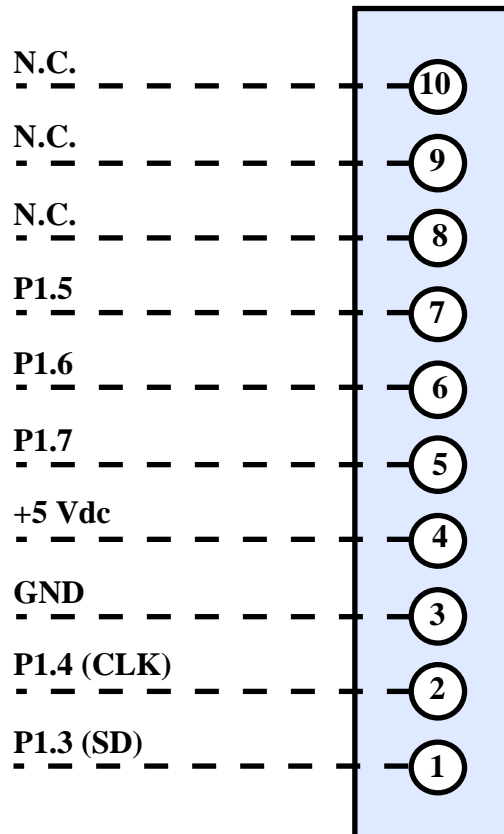 N.C. 10
N.C. 9
N.C. 8
P1.5 7
P1.6 6
P1.7 5
+5 Vdc 4
GND 3
P1.4 (CLK) 2
P1.3 (SD) 1